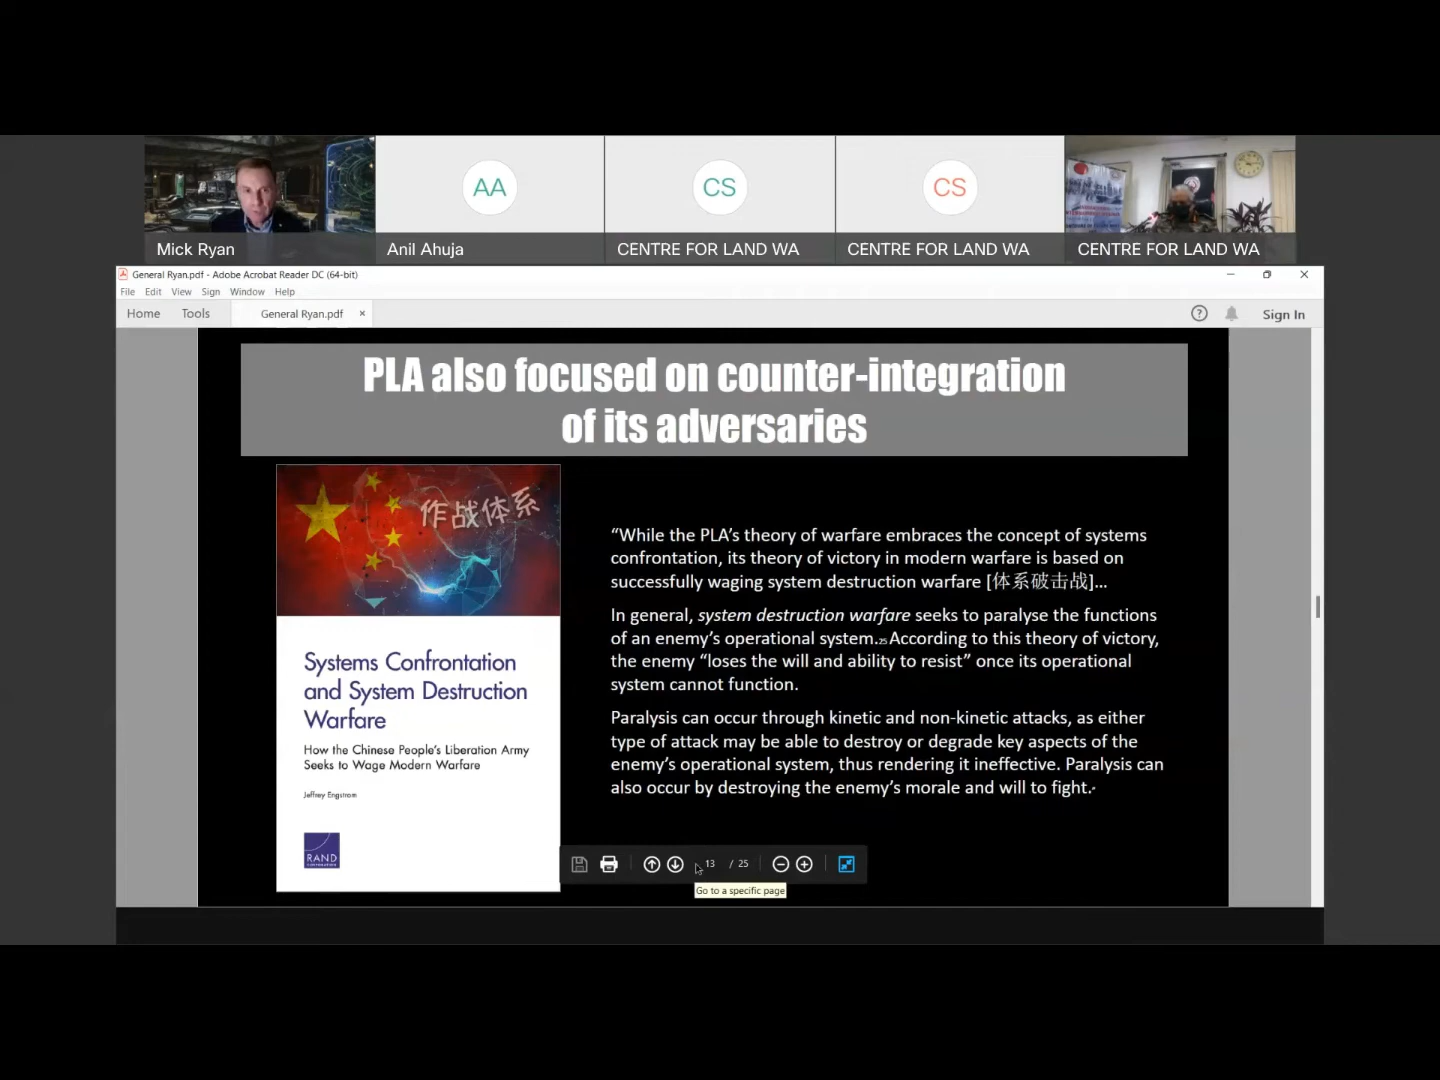 AA
CS
CS
Mick Ryan
Anil Ahuja
CENTRE FOR LAND WA
CENTRE FOR LAND WA
CENTRE FOR LAND WA
General Ryan.pdf - Adobe Acrobat Reader DC (64-bit)
File Edit View Sign Window Help
Home Tools General Ryan.pdf × Sign In
PLA also focused on counter-integration
of its adversaries
作战体系
Systems Confrontation
and System Destruction
Warfare
How the Chinese People's Liberation Army
Seeks to Wage Modern Warfare
Jeffrey Engstrom
RAND
“While the PLA’s theory of warfare embraces the concept of systems
confrontation, its theory of victory in modern warfare is based on
successfully waging system destruction warfare [体系破击战]...
In general, system destruction warfare seeks to paralyse the functions
of an enemy’s operational system.25 According to this theory of victory,
the enemy “loses the will and ability to resist” once its operational
system cannot function.
Paralysis can occur through kinetic and non-kinetic attacks, as either
type of attack may be able to destroy or degrade key aspects of the
enemy’s operational system, thus rendering it ineffective. Paralysis can
also occur by destroying the enemy’s morale and will to fight.
13 / 25
Go to a specific page